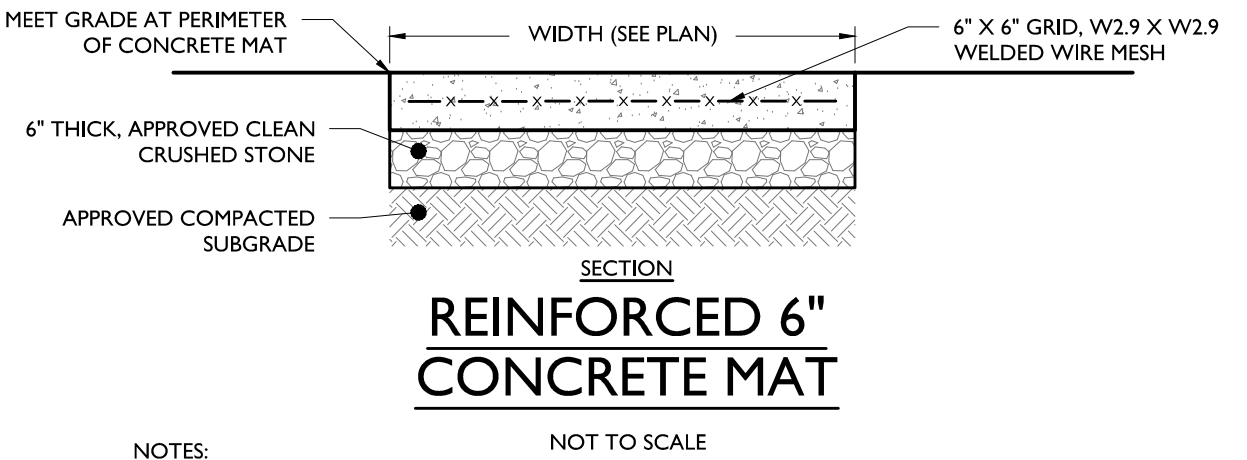 MEET GRADE AT PERIMETER
OF CONCRETE MAT
WIDTH (SEE PLAN)
6" X 6" GRID, W2.9 X W2.9
WELDED WIRE MESH
X X X X X X X X X
6" THICK, APPROVED CLEAN
CRUSHED STONE
APPROVED COMPACTED
SUBGRADE
SECTION
REINFORCED 6"
CONCRETE MAT
NOT TO SCALE
NOTES: